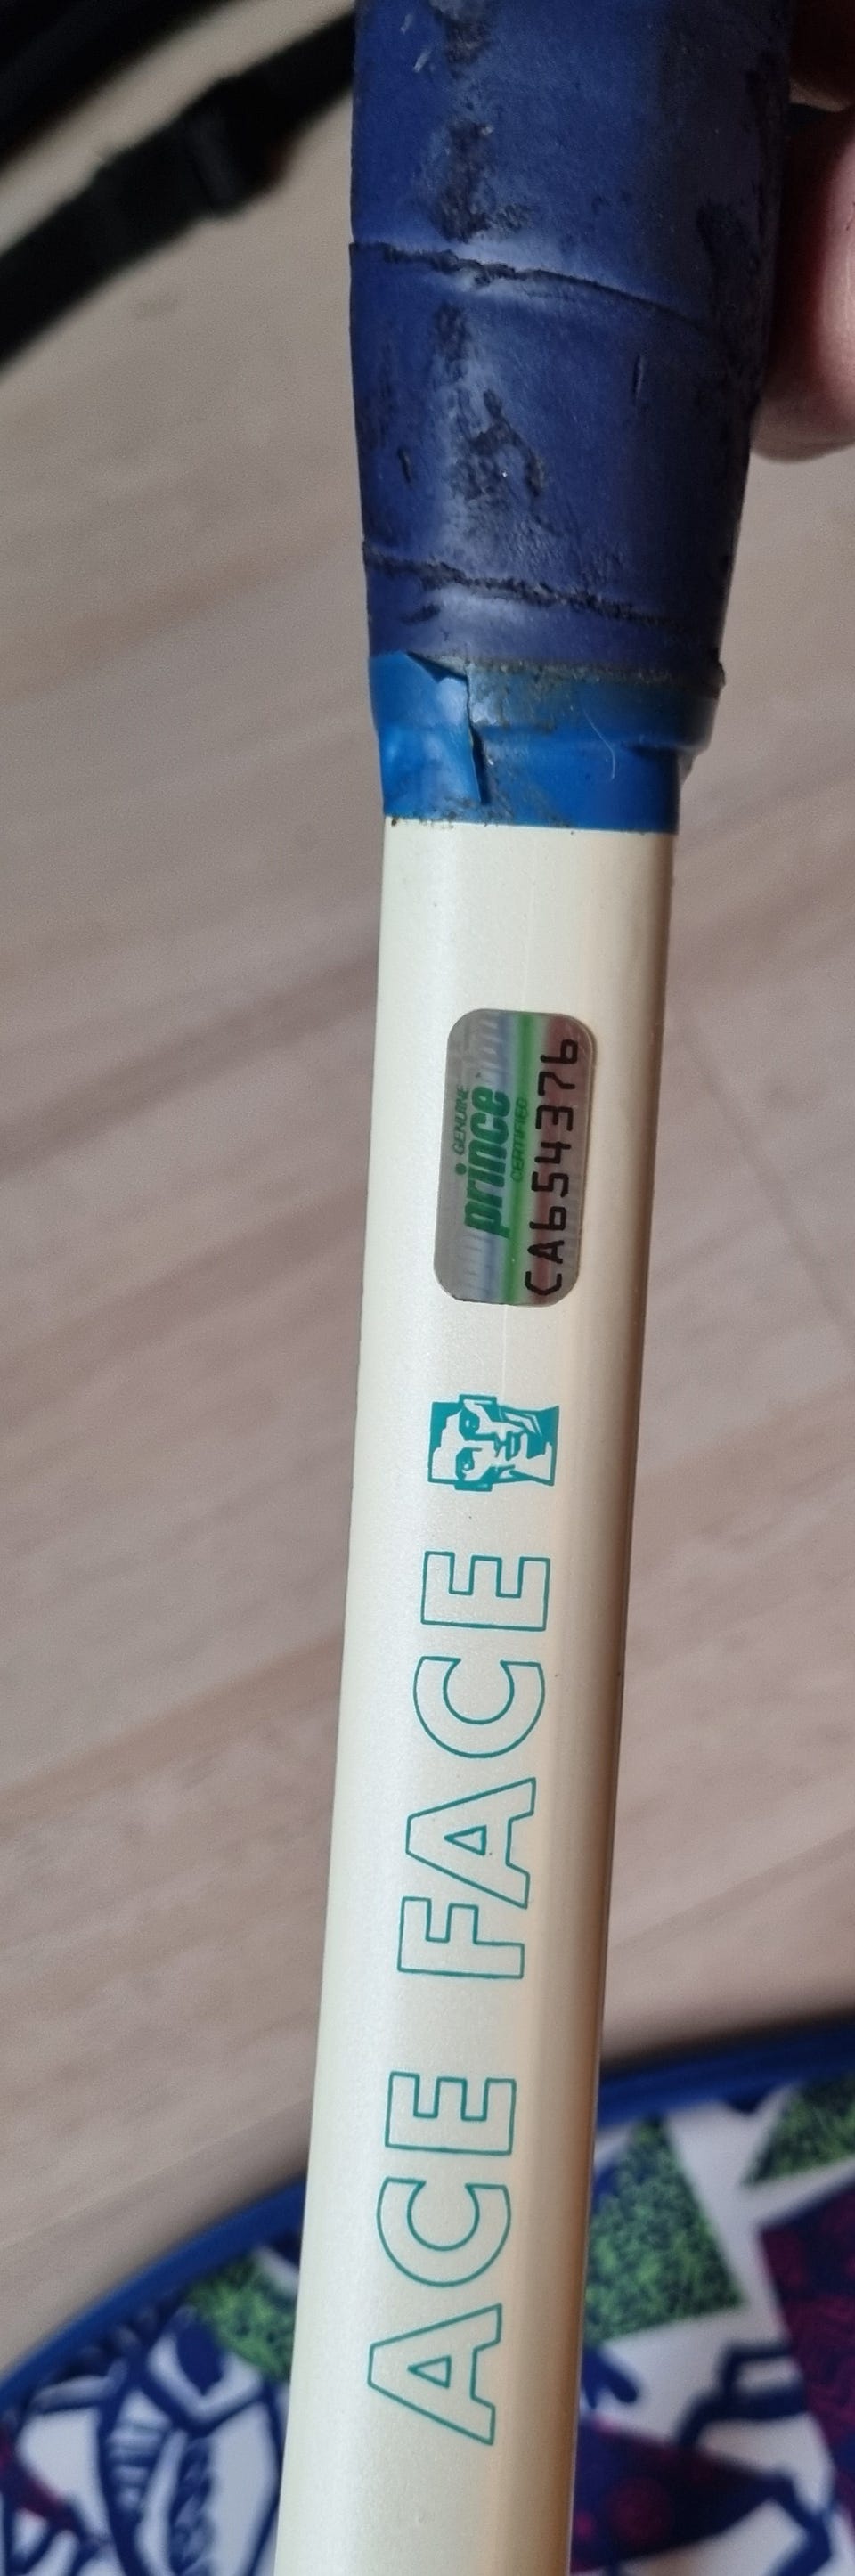 ACE FACE
GENUINE
prince
CERTIFIED
CA654376